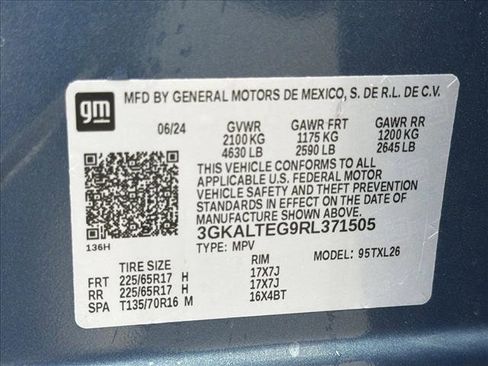 gm
MFD BY GENERAL MOTORS DE MEXICO, S. DE R.L. DE C.V.
06/24 GVWR GAWR FRT GAWR RR
2100 KG 1175 KG 1200 KG
4630 LB 2590 LB 2645 LB
THIS VEHICLE CONFORMS TO ALL
APPLICABLE U.S. FEDERAL MOTOR
VEHICLE SAFETY AND THEFT PREVENTION
STANDARDS IN EFFECT ON THE DATE OF
MANUFACTURE SHOWN ABOVE.
3GKALTEG9RL371505
136H
TYPE: MPV MODEL: 95TXL26
TIRE SIZE RIM
FRT 225/65R17 H 17X7J
RR 225/65R17 H 17X7J
SPA T135/70R16 M 16X4BT